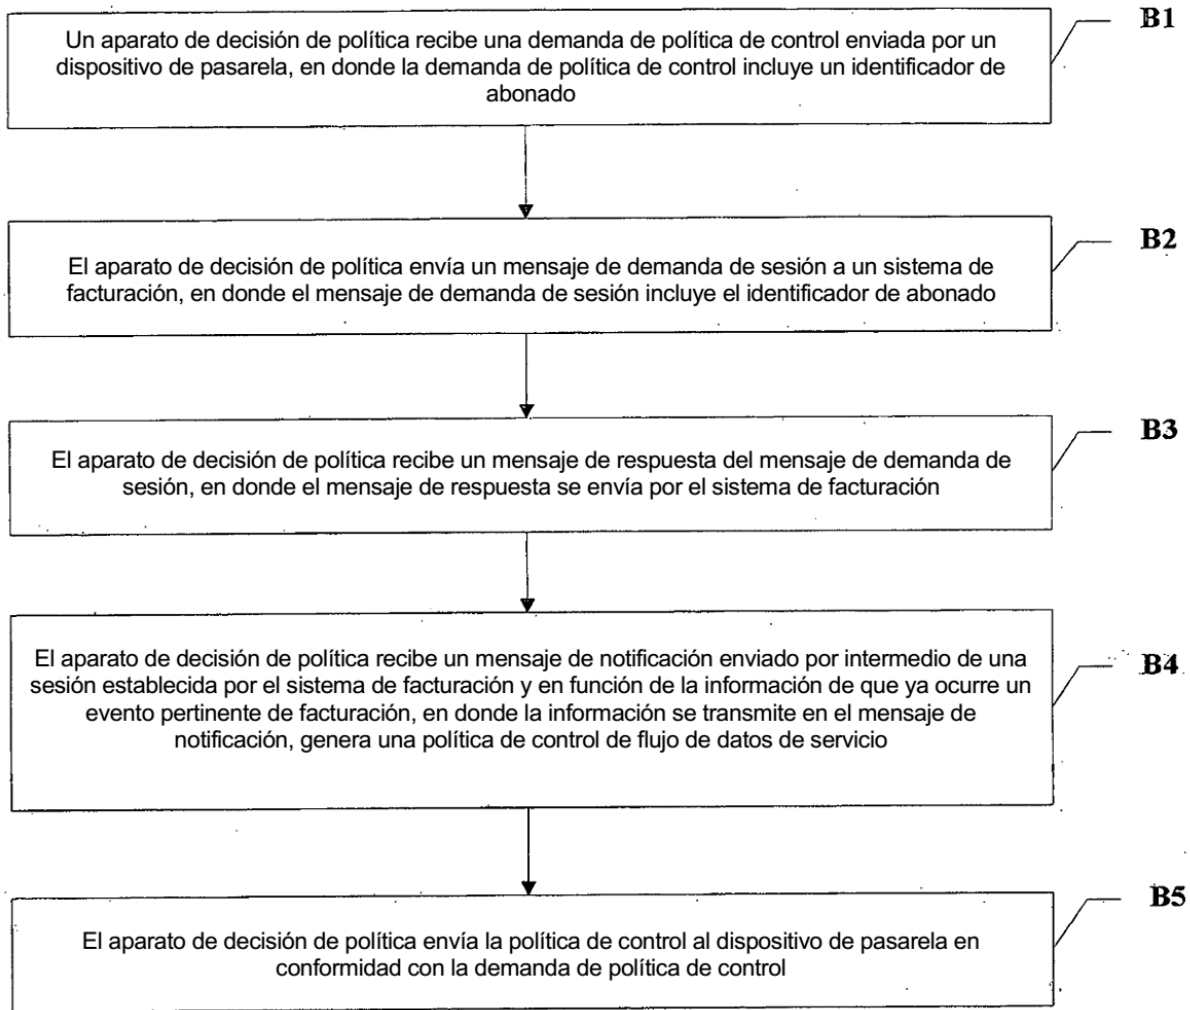 B1
Un aparato de decisión de política recibe una demanda de política de control enviada por un
dispositivo de pasarela, en donde la demanda de política de control incluye un identificador de
abonado
B2
El aparato de decisión de política envía un mensaje de demanda de sesión a un sistema de
facturación, en donde el mensaje de demanda de sesión incluye el identificador de abonado
B3
El aparato de decisión de política recibe un mensaje de respuesta del mensaje de demanda de
sesión, en donde el mensaje de respuesta se envía por el sistema de facturación
B4
El aparato de decisión de política recibe un mensaje de notificación enviado por intermedio de una
sesión establecida por el sistema de facturación y en función de la información de que ya ocurre un
evento pertinente de facturación, en donde la información se transmite en el mensaje de
notificación, genera una política de control de flujo de datos de servicio
B5
El aparato de decisión de política envía la política de control al dispositivo de pasarela en
conformidad con la demanda de política de control